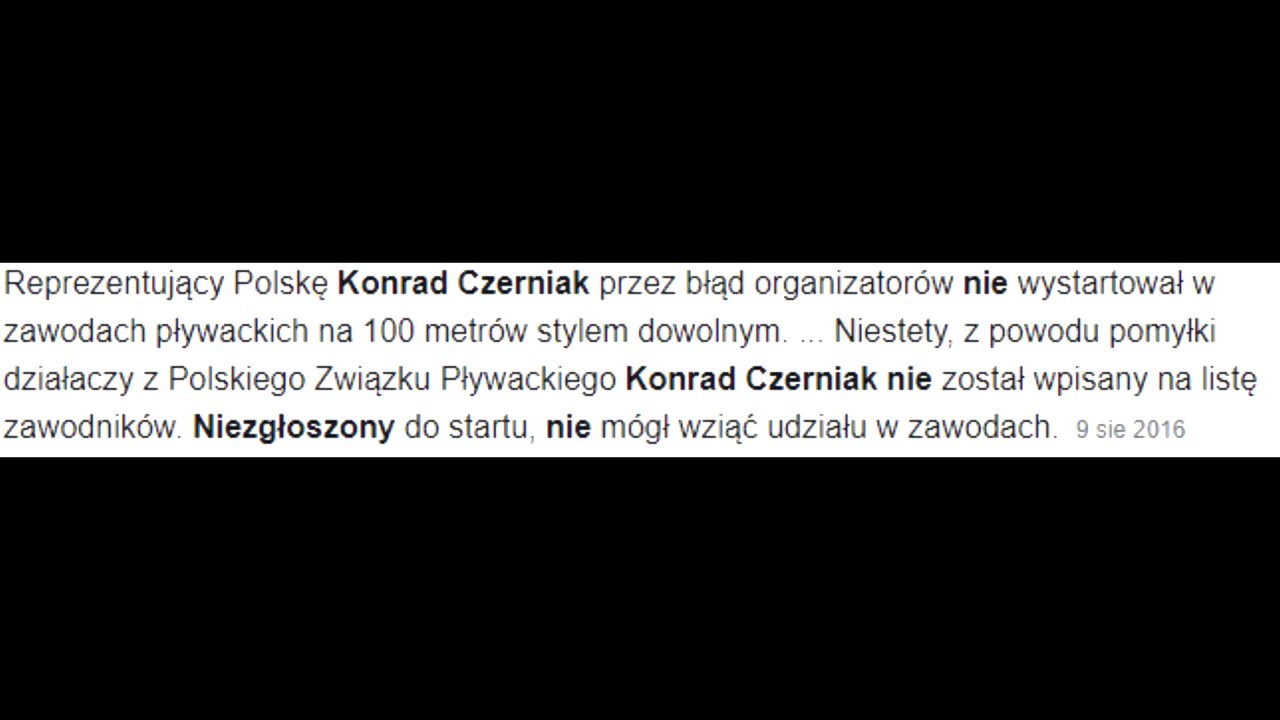 Reprezentujący Polskę Konrad Czerniak przez błąd organizatorów nie wystartował w
zawodach pływackich na 100 metrów stylem dowolnym. ... Niestety, z powodu pomyłki
działaczy z Polskiego Związku Pływackiego Konrad Czerniak nie został wpisany na listę
zawodników. Niezgłoszony do startu, nie mógł wziąć udziału w zawodach. 9 sie 2016